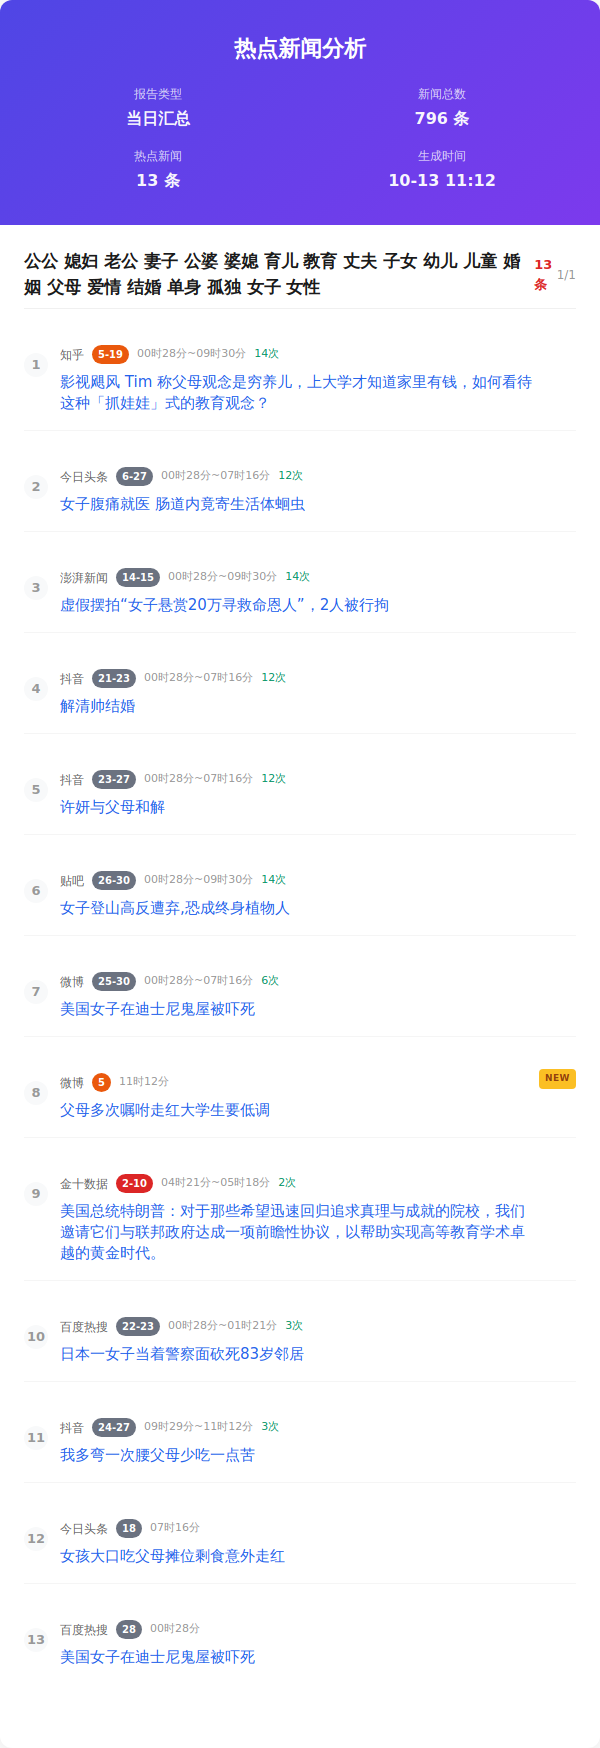 热点新闻分析
报告类型
新闻总数
当日汇总
796 条
热点新闻
生成时间
13 条
10-13 11:12
公公 媳妇 老公 妻子 公婆 婆媳 育儿 教育 丈夫 子女 幼儿 儿童 婚
姻 父母 爱情 结婚 单身 孤独 女子 女性
13
条
1/1
1
知乎 5-19 00时28分~09时30分 14次
影视飓风 Tim 称父母观念是穷养儿，上大学才知道家里有钱，如何看待
这种「抓娃娃」式的教育观念？
2
今日头条 6-27 00时28分~07时16分 12次
女子腹痛就医 肠道内竟寄生活体蛔虫
3
澎湃新闻 14-15 00时28分~09时30分 14次
虚假摆拍“女子悬赏20万寻救命恩人”，2人被行拘
4
抖音 21-23 00时28分~07时16分 12次
解清帅结婚
5
抖音 23-27 00时28分~07时16分 12次
许妍与父母和解
6
贴吧 26-30 00时28分~09时30分 14次
女子登山高反遭弃,恐成终身植物人
7
微博 25-30 00时28分~07时16分 6次
美国女子在迪士尼鬼屋被吓死
8
微博 5 11时12分
NEW
父母多次嘱咐走红大学生要低调
9
金十数据 2-10 04时21分~05时18分 2次
美国总统特朗普：对于那些希望迅速回归追求真理与成就的院校，我们
邀请它们与联邦政府达成一项前瞻性协议，以帮助实现高等教育学术卓
越的黄金时代。
10
百度热搜 22-23 00时28分~01时21分 3次
日本一女子当着警察面砍死83岁邻居
11
抖音 24-27 09时29分~11时12分 3次
我多弯一次腰父母少吃一点苦
12
今日头条 18 07时16分
女孩大口吃父母摊位剩食意外走红
13
百度热搜 28 00时28分
美国女子在迪士尼鬼屋被吓死